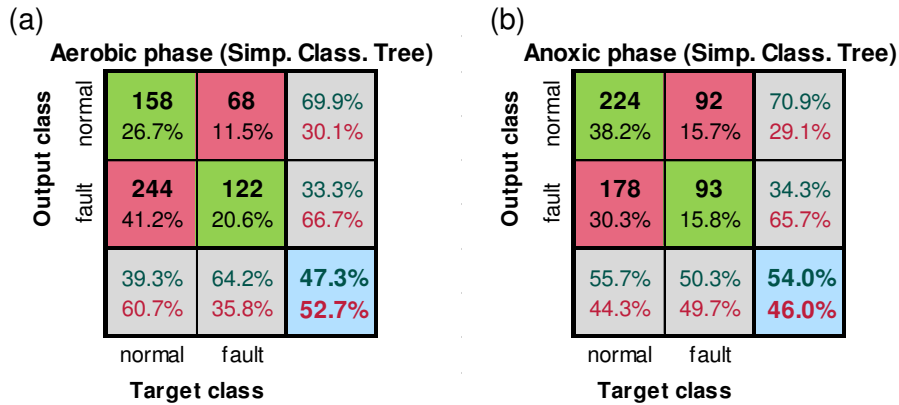 (a)
Aerobic phase (Simp. Class. Tree)
Output class
normal
158
26.7%
68
11.5%
69.9%
30.1%
fault
244
41.2%
122
20.6%
33.3%
66.7%
39.3%
60.7%
64.2%
35.8%
47.3%
52.7%
normal
fault
Target class
(b)
Anoxic phase (Simp. Class. Tree)
Output class
normal
224
38.2%
92
15.7%
70.9%
29.1%
fault
178
30.3%
93
15.8%
34.3%
65.7%
55.7%
44.3%
50.3%
49.7%
54.0%
46.0%
normal
fault
Target class